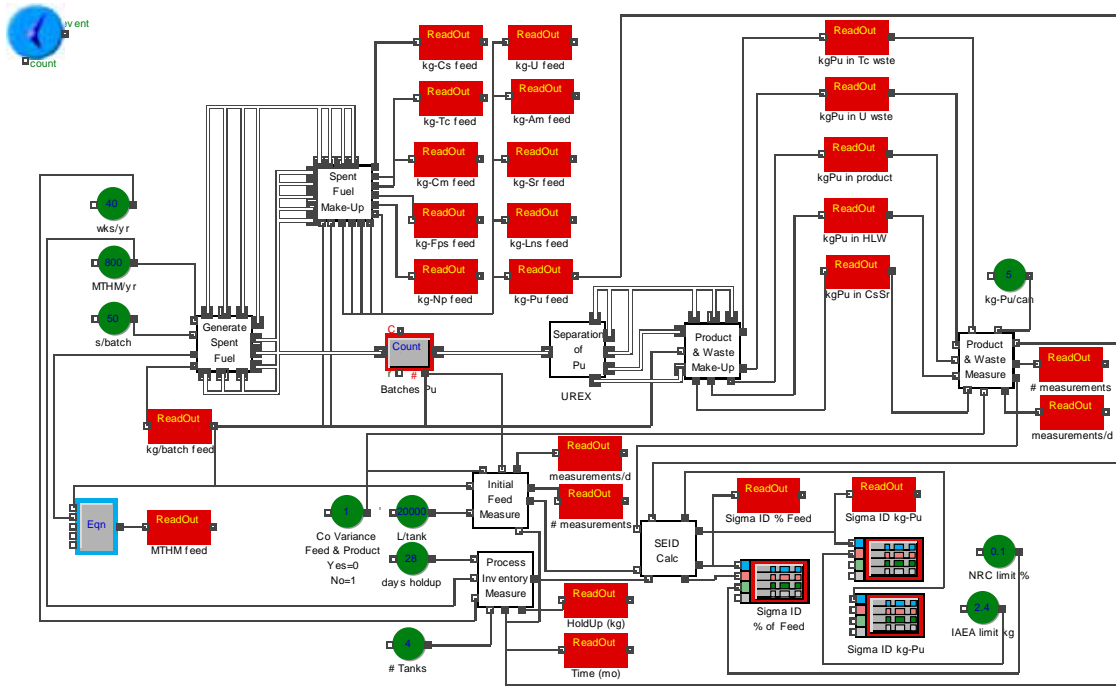 vent
count
ReadOut
kg-Cs feed
ReadOut
kg-U feed
ReadOut
kgPu in Tc wste
ReadOut
kg-Tc feed
ReadOut
kg-Am feed
ReadOut
kgPu in U wste
Spent
Fuel
Make-Up
ReadOut
kg-Cm feed
ReadOut
kg-Sr feed
ReadOut
kgPu in product
40
wks/yr
ReadOut
kg-Fps feed
ReadOut
kg-Lns feed
ReadOut
kgPu in HLW
800
MTHM/yr
ReadOut
kg-Np feed
ReadOut
kg-Pu feed
ReadOut
kgPu in CsSr
5
kg-Pu/can
50
s/batch
Generate
Spent
Fuel
C
Count
r
#
Batches Pu
Separation
of
Pu
UREX
Product
& Waste
Make-Up
Product
& Waste
Measure
ReadOut
# measurements
ReadOut
measurements/d
ReadOut
kg/batch feed
ReadOut
measurements/d
Initial
Feed
Measure
ReadOut
# measurements
Eqn
ReadOut
MTHM feed
1
Co Variance
Feed & Product
Yes=0
No=1
20000
L/tank
28
days holdup
Process
Inventory
Measure
SEID
Calc
ReadOut
Sigma ID % Feed
ReadOut
Sigma ID kg-Pu
Sigma ID
% of Feed
0.1
NRC limit %
2.4
IAEA limit kg
Sigma ID kg-Pu
ReadOut
HoldUp (kg)
4
# Tanks
ReadOut
Time (mo)